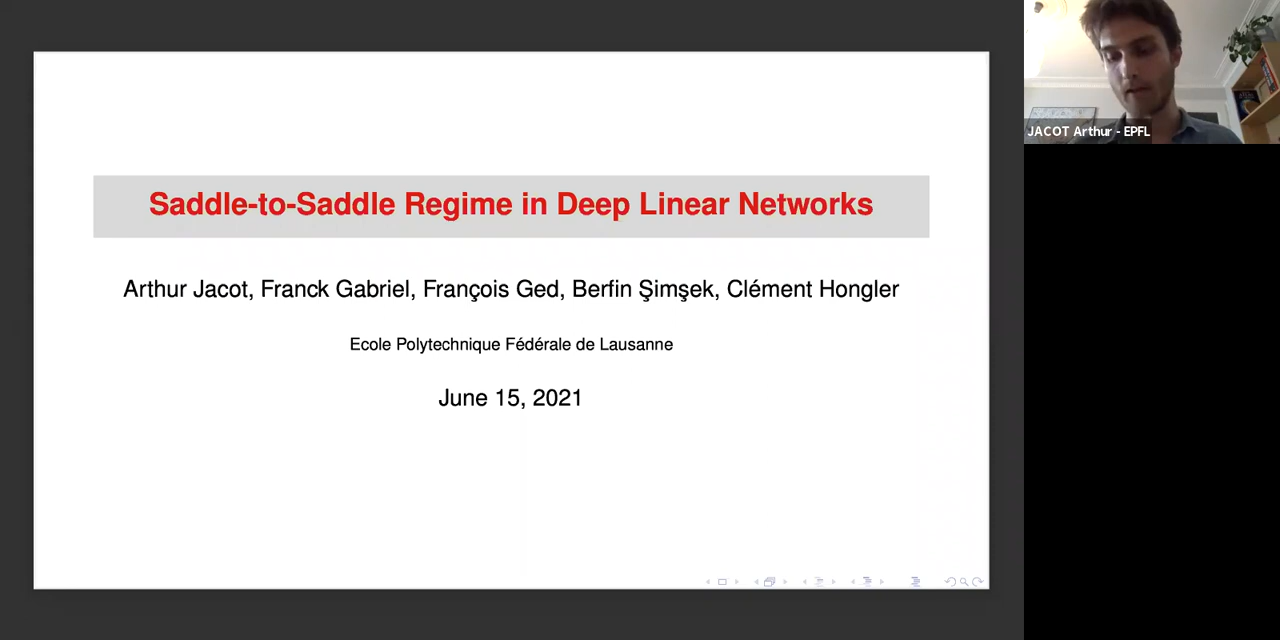 Saddle-to-Saddle Regime in Deep Linear Networks
Arthur Jacot, Franck Gabriel, François Ged, Berfin Şimşek, Clément Hongler
Ecole Polytechnique Fédérale de Lausanne
June 15, 2021
JACOT Arthur - EPFL